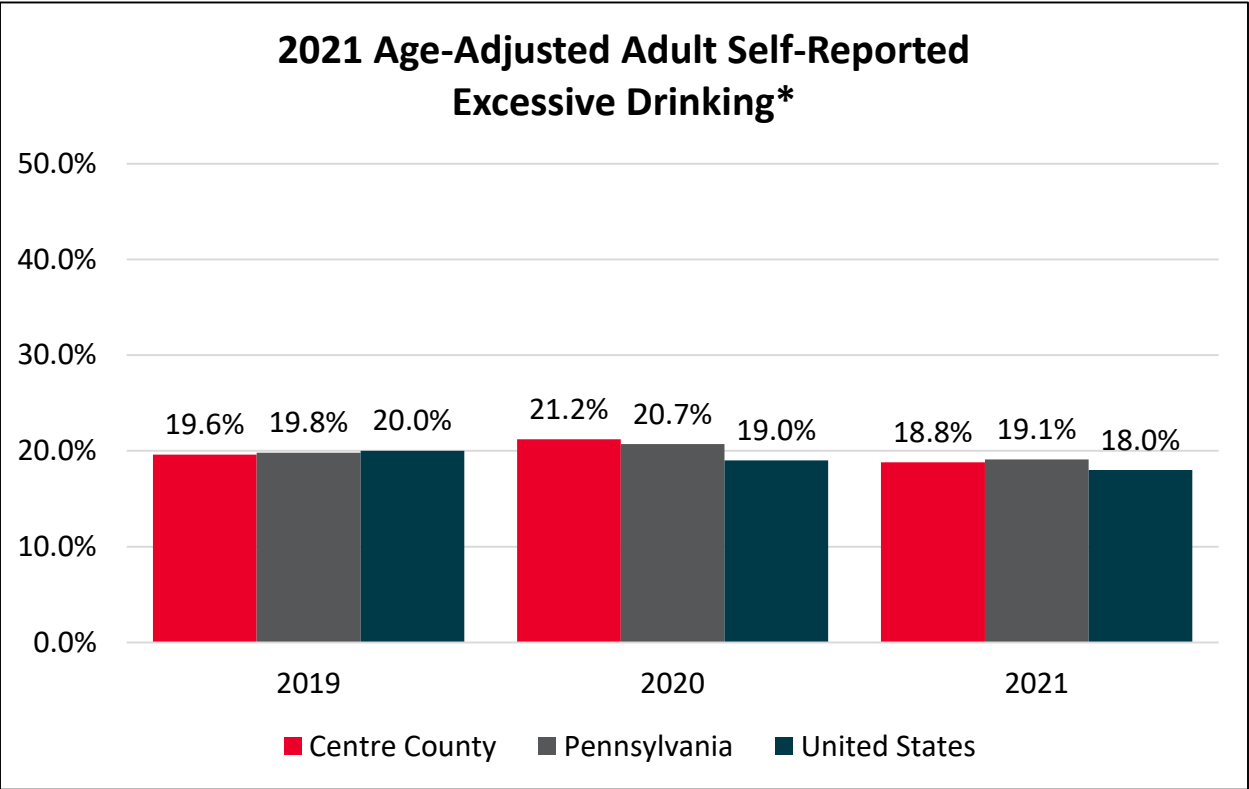 2021 Age-Adjusted Adult Self-Reported
Excessive Drinking*
50.0%
40.0%
30.0%
20.0%
10.0%
0.0%
19.6% 19.8% 20.0%
21.2% 20.7% 19.0%
18.8% 19.1% 18.0%
2019 2020 2021
Centre County Pennsylvania United States